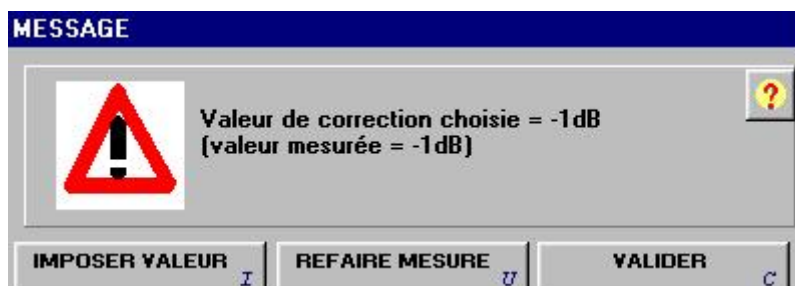 MESSAGE
?
Valeur de correction choisie = -1dB
(valeur mesurée = -1dB)
IMPOSER VALEUR I
REFAIRE MESURE U
VALIDER C